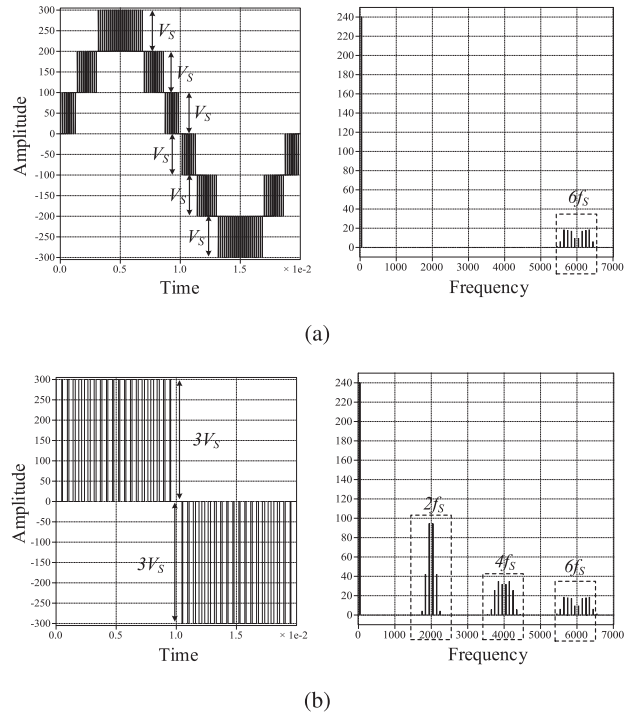 300
250
200
150
100
50
0
-50
-100
-150
-200
-250
-300
Amplitude
V_S
V_S
V_S
V_S
V_S
V_S
0.0 0.5 1.0 1.5 × 1e-2
Time
240
220
200
180
160
140
120
100
80
60
40
20
0
6f_S
0 1000 2000 3000 4000 5000 6000 7000
Frequency
(a)
300
250
200
150
100
50
0
-50
-100
-150
-200
-250
-300
Amplitude
3V_S
3V_S
0.0 0.5 1.0 1.5 × 1e-2
Time
240
220
200
180
160
140
120
100
80
60
40
20
0
2f_S
4f_S
6f_S
0 1000 2000 3000 4000 5000 6000 7000
Frequency
(b)